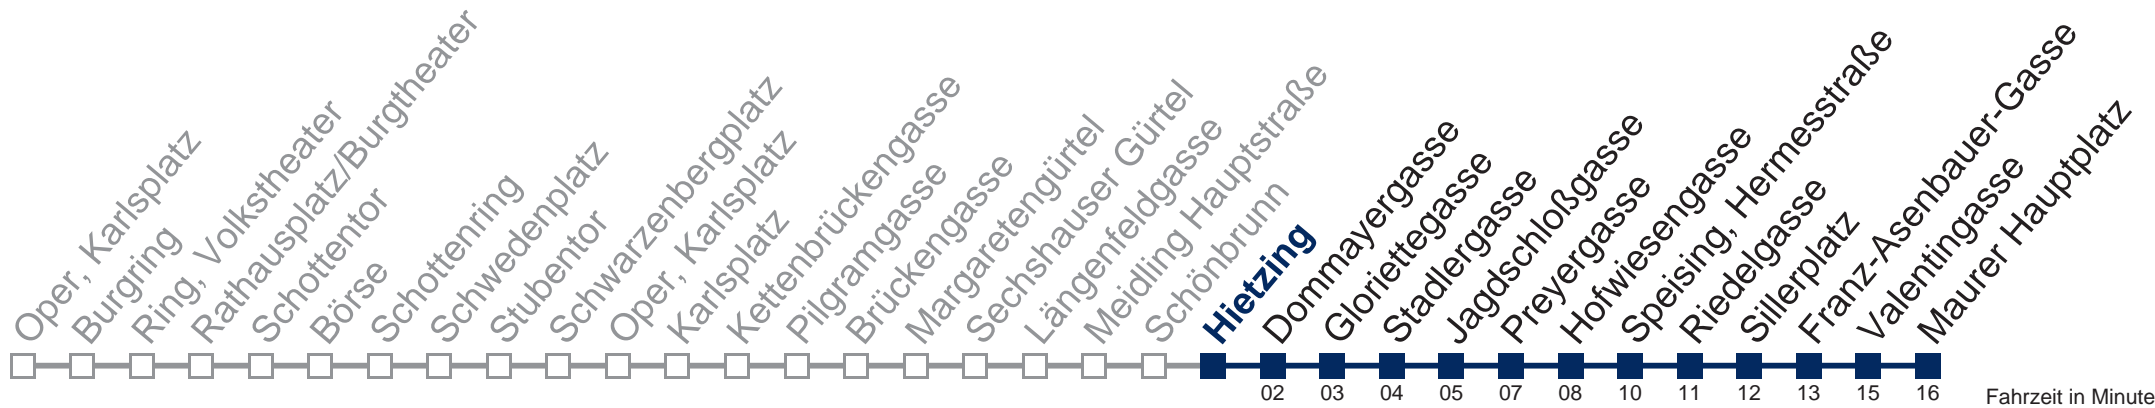 Oper, Karlsplatz
Burgring
Ring, Volkstheater
Rathausplatz/Burgtheater
Schottentor
Börse
Schottenring
Schwedenplatz
Stubentor
Schwarzenbergplatz
Oper, Karlsplatz
Karlsplatz
Kettenbrückengasse
Pilgramgasse
Brückengasse
Margaretengürtel
Sechshauser Gürtel
Längenfeldgasse
Meidling Hauptstraße
Schönbrunn
Hietzing
Dommayergasse
Gloriettegasse
Stadlergasse
Jagdschloßgasse
Preyergasse
Hofwiesengasse
Speising, Hermesstraße
Riedelgasse
Sillerplatz
Franz-Asenbauer-Gasse
Valentingasse
Maurer Hauptplatz
02 03 04 05 07 08 10 11 12 13 15 16 Fahrzeit in Minute